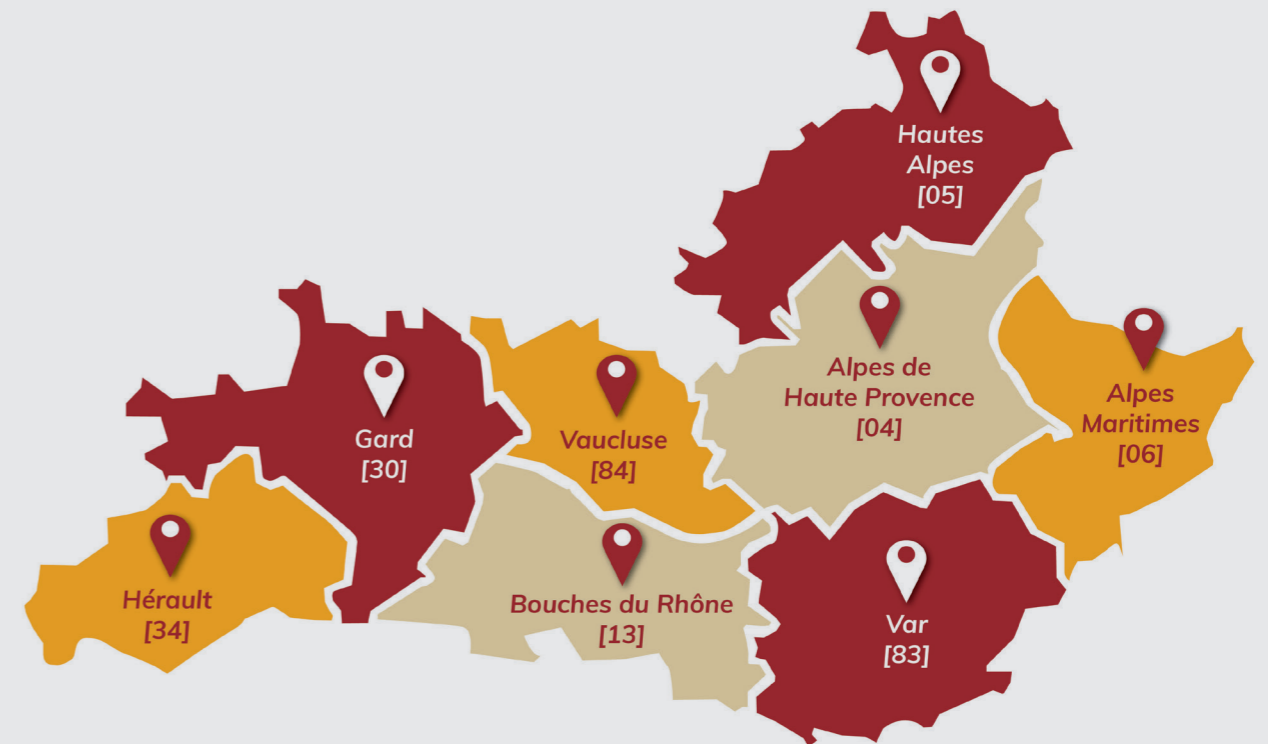 Hautes
Alpes
[05]
Alpes de
Haute Provence
[04]
Alpes
Maritimes
[06]
Gard
[30]
Vaucluse
[84]
Hérault
[34]
Bouches du Rhône
[13]
Var
[83]